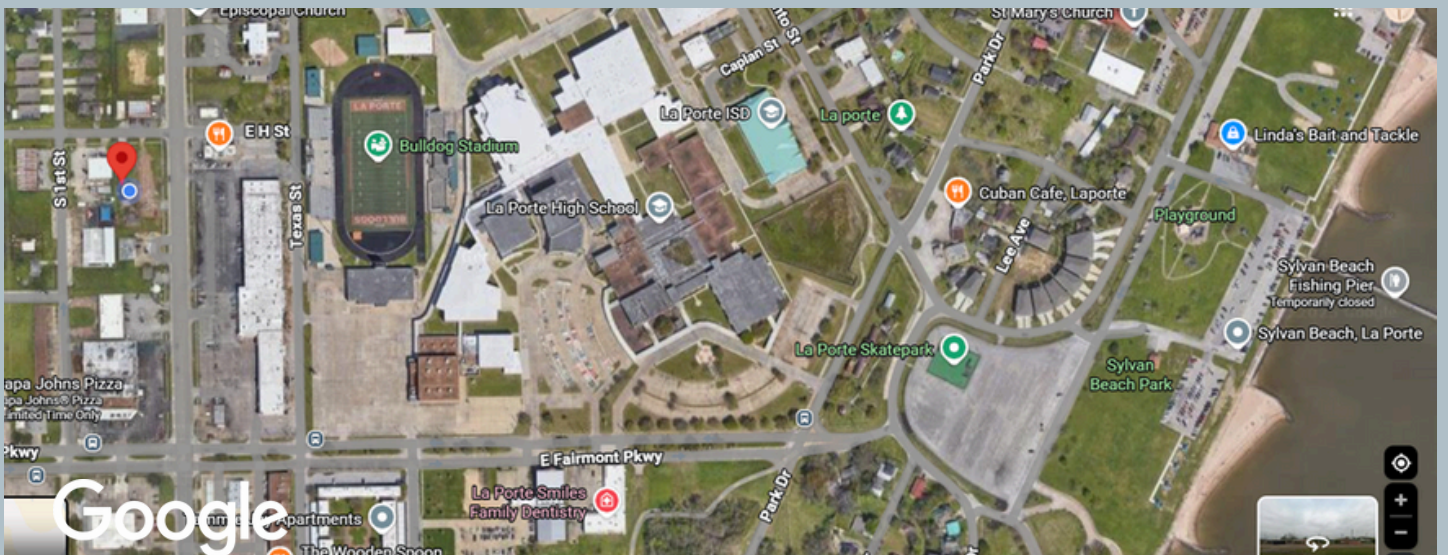 Episcopal Church
St Mary's Church
Caplan St
Park Dr
La Porte ISD
La porte
LA PORTE
E H St
Bulldog Stadium
Linda's Bait and Tackle
S 1st St
Texas St
La Porte High School
Cuban Cafe, Laporte
BULLDOGS
Lee Ave
Playground
Sylvan Beach
Fishing Pier
Temporarily closed
Sylvan Beach, La Porte
La Porte Skatepark
Sylvan
Beach Park
apa Johns Pizza
apa Johns® Pizza
imited Time Only
Pkwy
E Fairmont Pkwy
La Porte Smiles
Family Dentistry
Park Dr
Google
Apartments
The Wooden Spoon